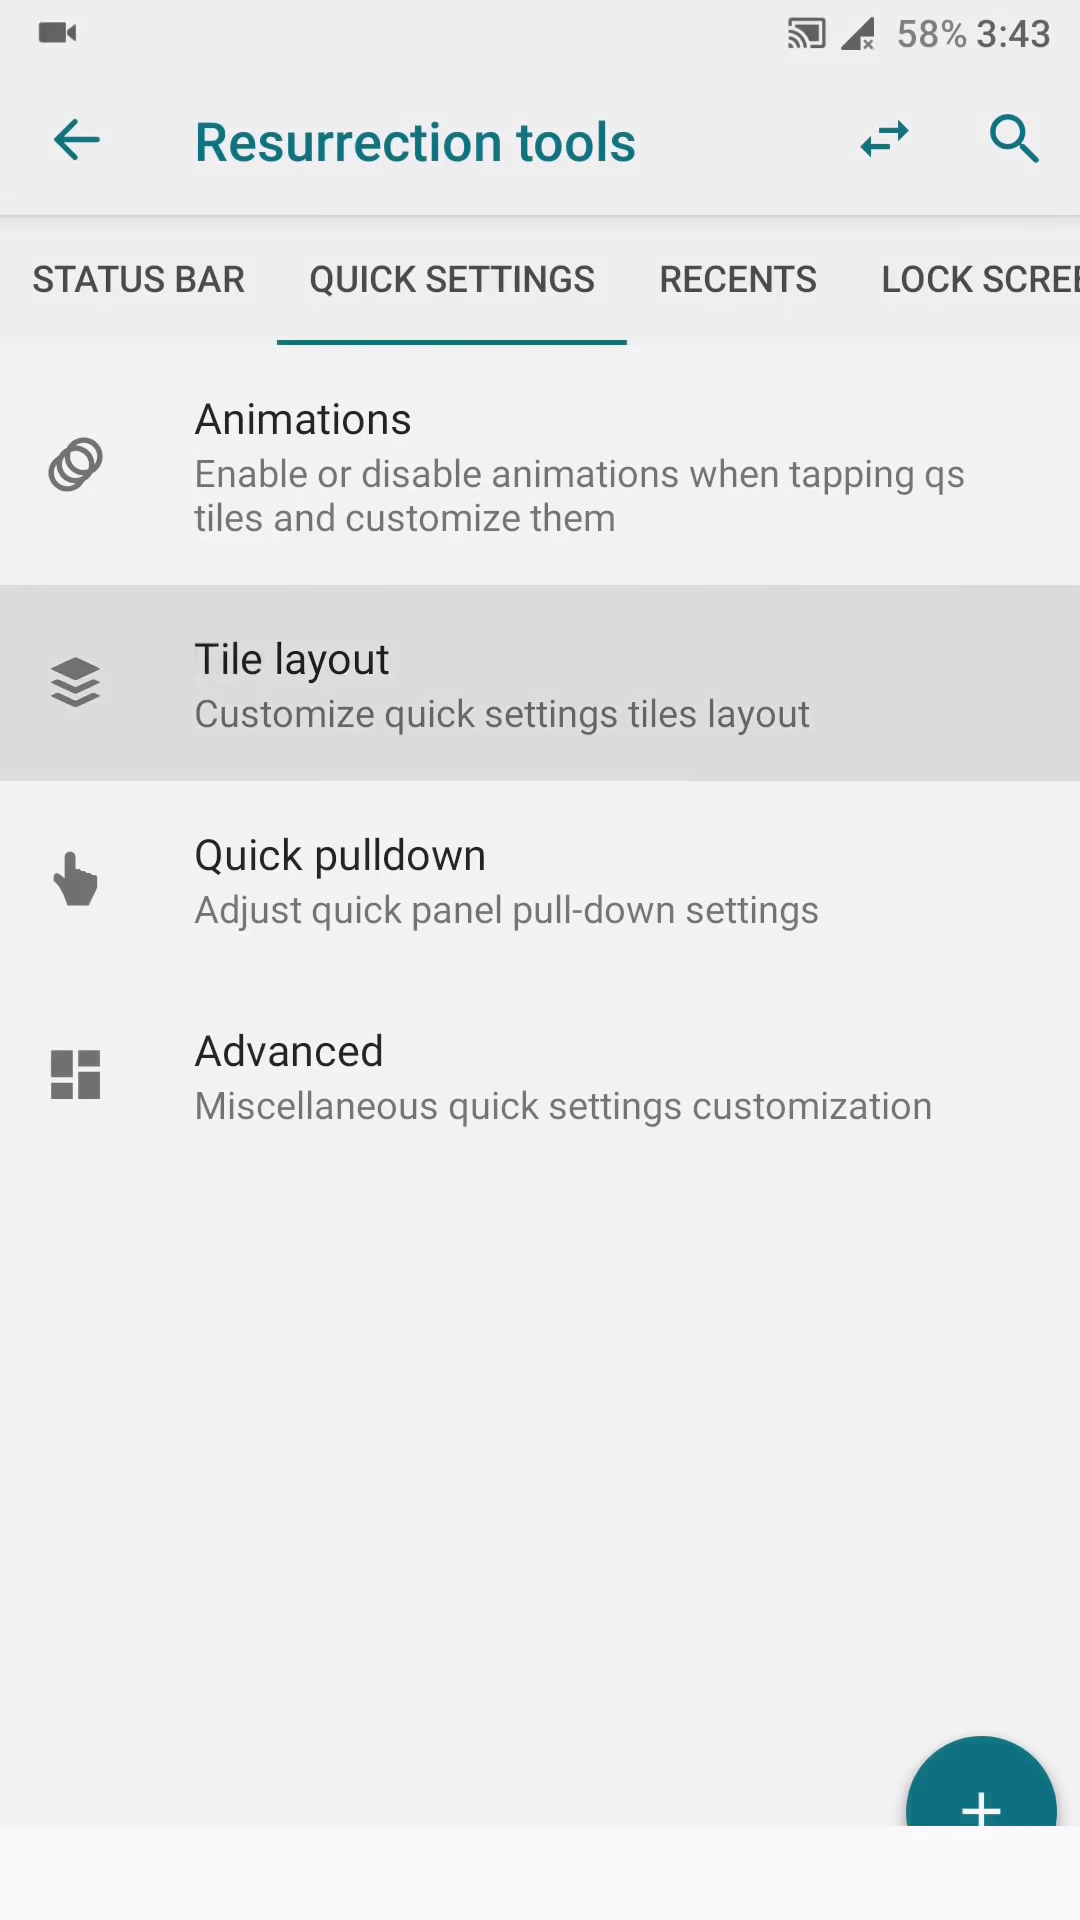 58% 3:43
Resurrection tools
STATUS BAR QUICK SETTINGS RECENTS LOCK SCREE
Animations
Enable or disable animations when tapping qs
tiles and customize them
Tile layout
Customize quick settings tiles layout
Quick pulldown
Adjust quick panel pull-down settings
Advanced
Miscellaneous quick settings customization